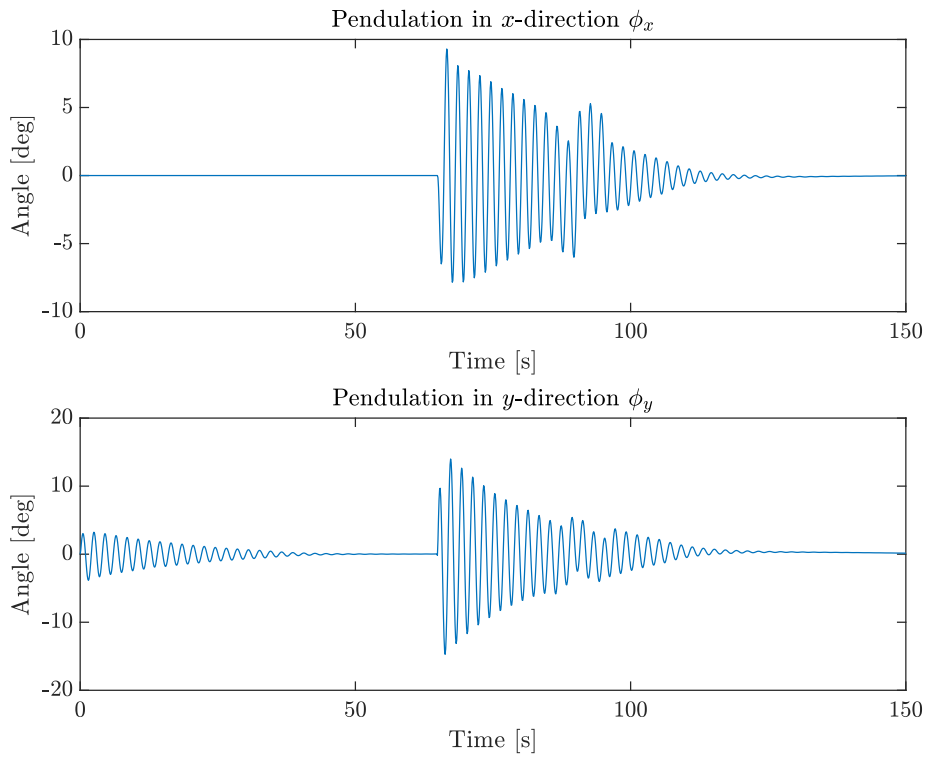 Pendulation in x-direction ϕx
10
5
0
-5
-10
Angle [deg]
0 50 100 150
Time [s]
Pendulation in y-direction ϕy
20
10
0
-10
-20
Angle [deg]
0 50 100 150
Time [s]